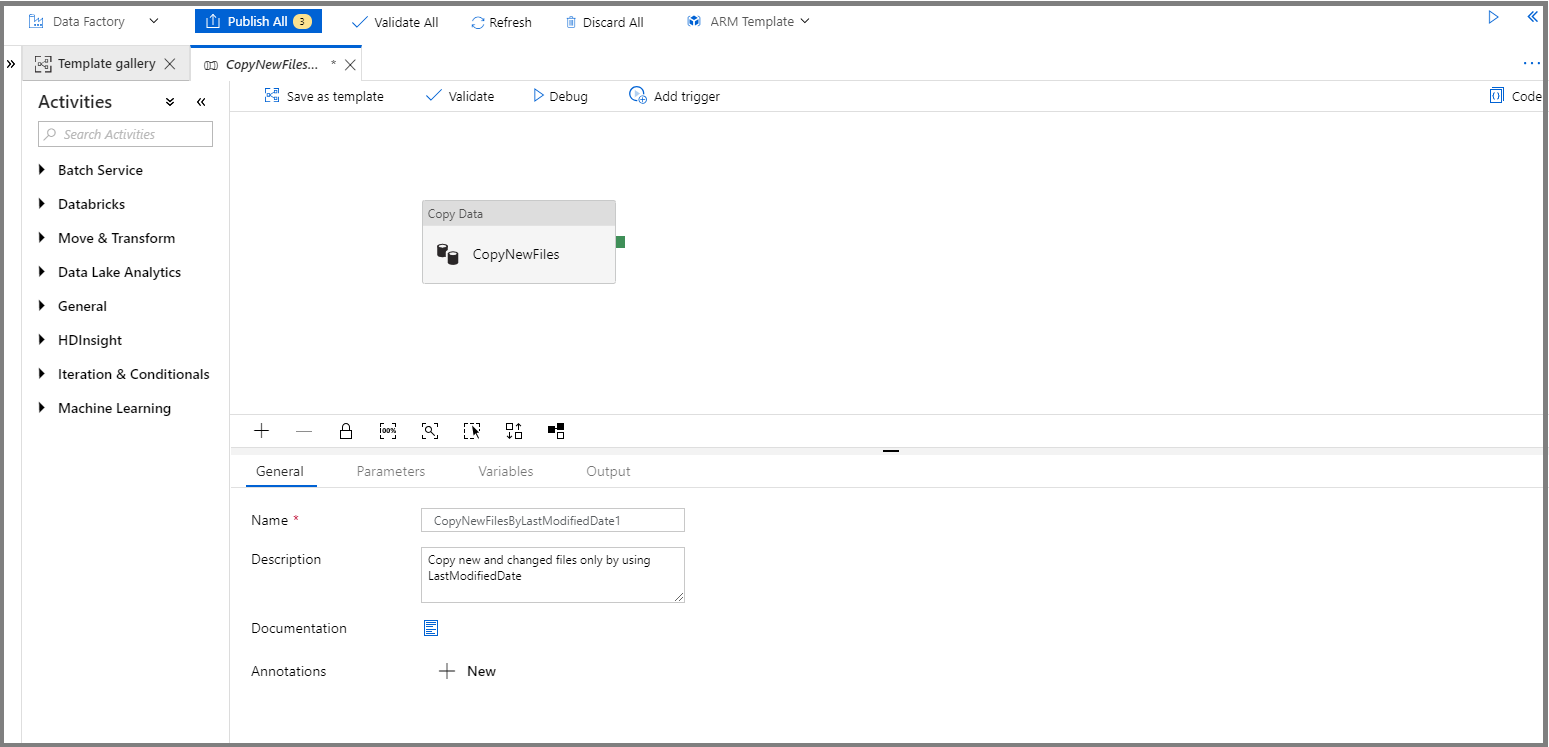 Data Factory
Publish All 3
Validate All
Refresh
Discard All
ARM Template
Template gallery
CopyNewFiles... *
Activities
Search Activities
Batch Service
Databricks
Move & Transform
Data Lake Analytics
General
HDInsight
Iteration & Conditionals
Machine Learning
Save as template
Validate
Debug
Add trigger
Code
Copy Data
CopyNewFiles
100%
General
Parameters
Variables
Output
Name *
CopyNewFilesByLastModifiedDate1
Description
Copy new and changed files only by using
LastModifiedDate
Documentation
Annotations
New